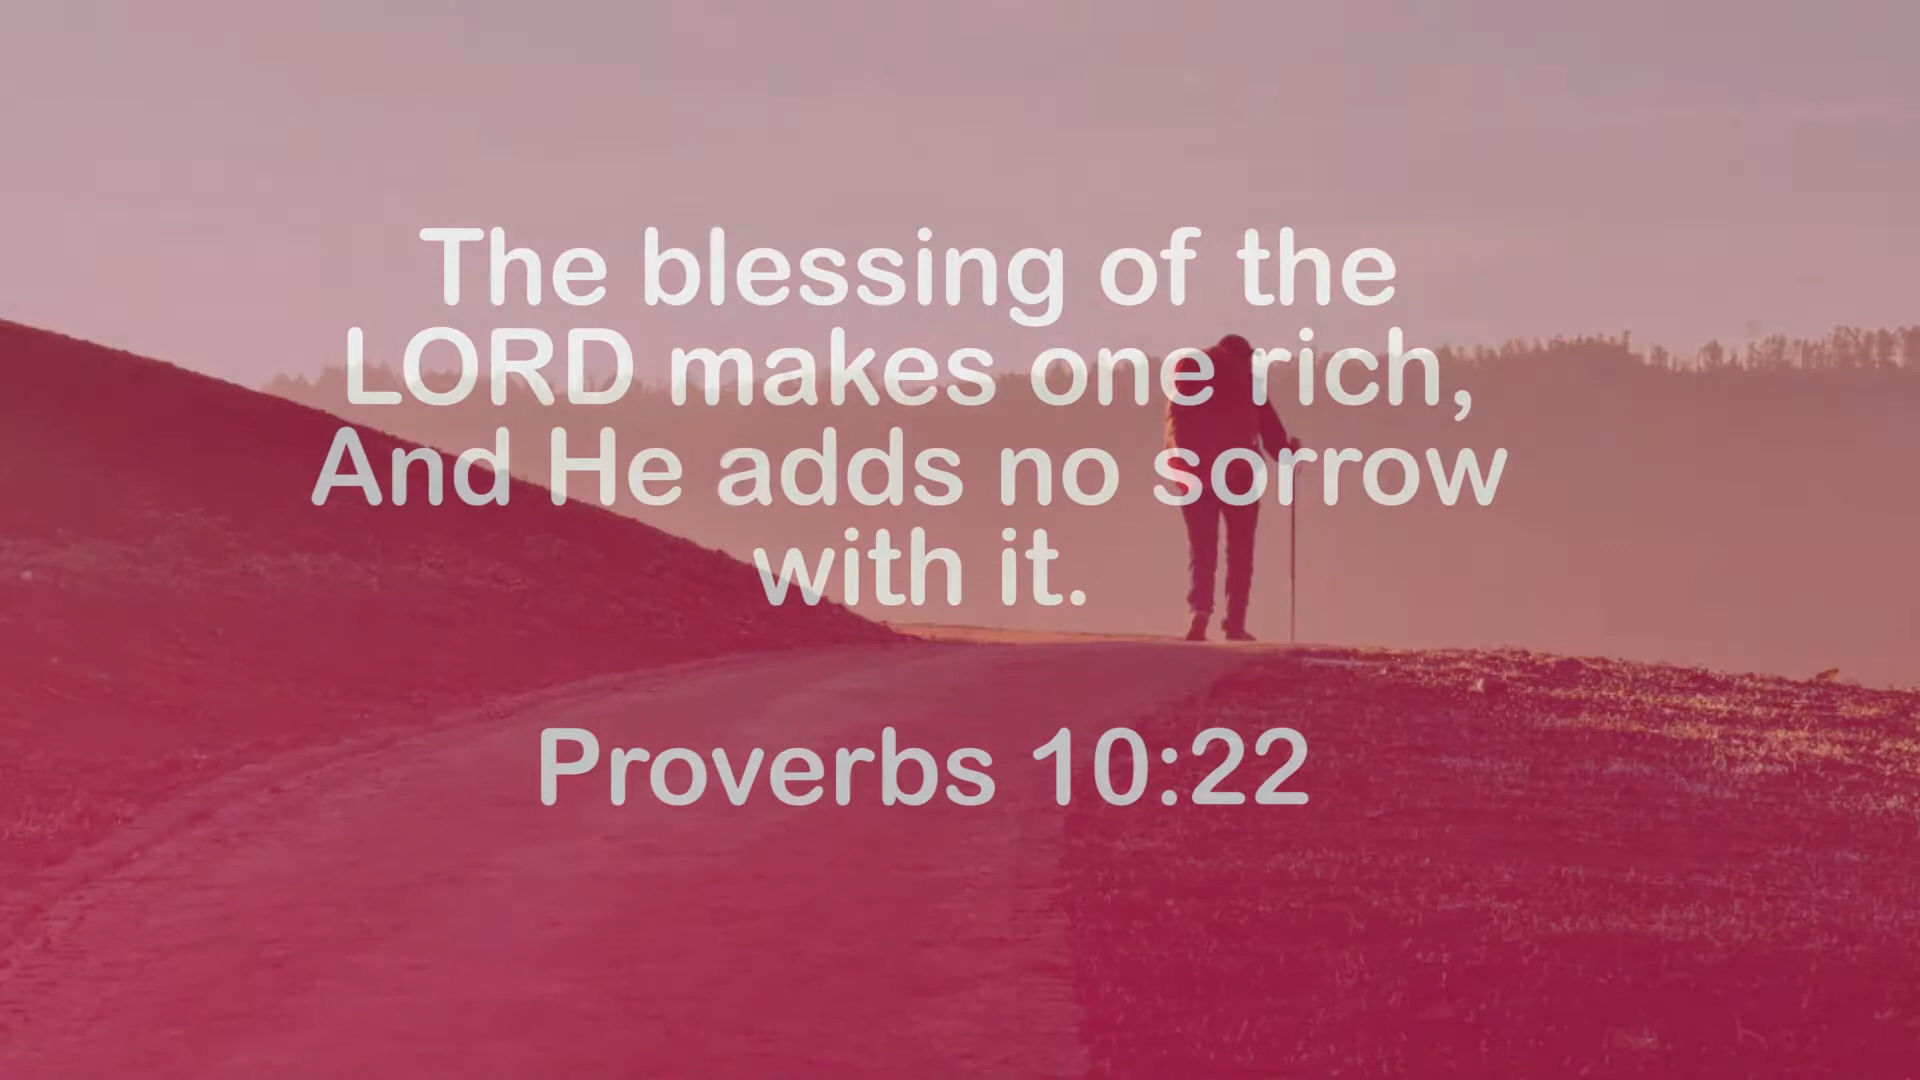 The blessing of the
LORD makes one rich,
And He adds no sorrow
with it.
Proverbs 10:22